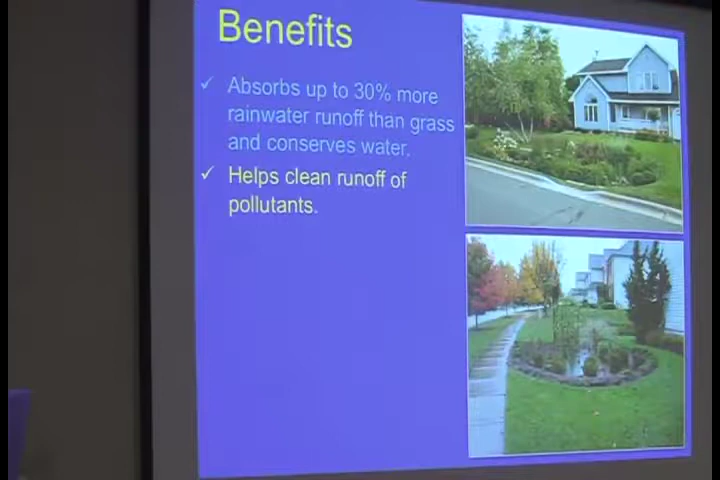 Benefits
✓ Absorbs up to 30% more
rainwater runoff than grass
and conserves water.
✓ Helps clean runoff of
pollutants.